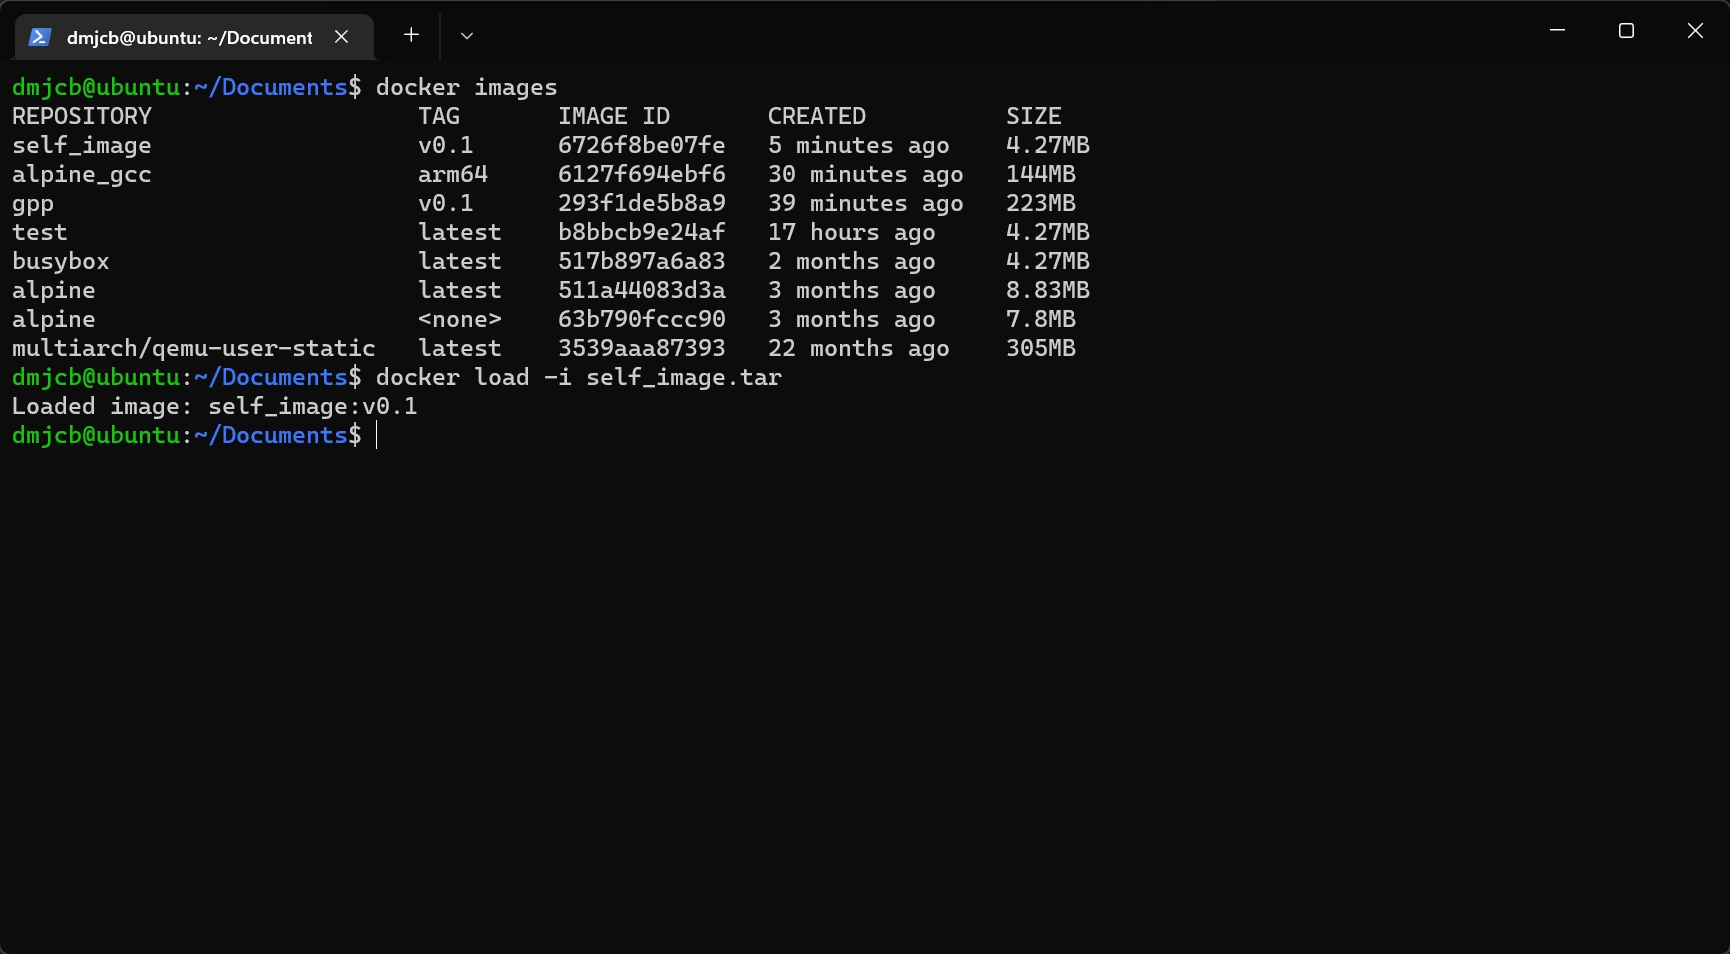 dmjcb@ubuntu: ~/Document
dmjcb@ubuntu:~/Documents$ docker images
REPOSITORY                   TAG       IMAGE ID       CREATED          SIZE
self_image                   v0.1      6726f8be07fe   5 minutes ago    4.27MB
alpine_gcc                   arm64     6127f694ebf6   30 minutes ago   144MB
gpp                          v0.1      293f1de5b8a9   39 minutes ago   223MB
test                         latest    b8bbcb9e24af   17 hours ago     4.27MB
busybox                      latest    517b897a6a83   2 months ago     4.27MB
alpine                       latest    511a44083d3a   3 months ago     8.83MB
alpine                       <none>    63b790fccc90   3 months ago     7.8MB
multiarch/qemu-user-static   latest    3539aaa87393   22 months ago    305MB
dmjcb@ubuntu:~/Documents$ docker load -i self_image.tar
Loaded image: self_image:v0.1
dmjcb@ubuntu:~/Documents$